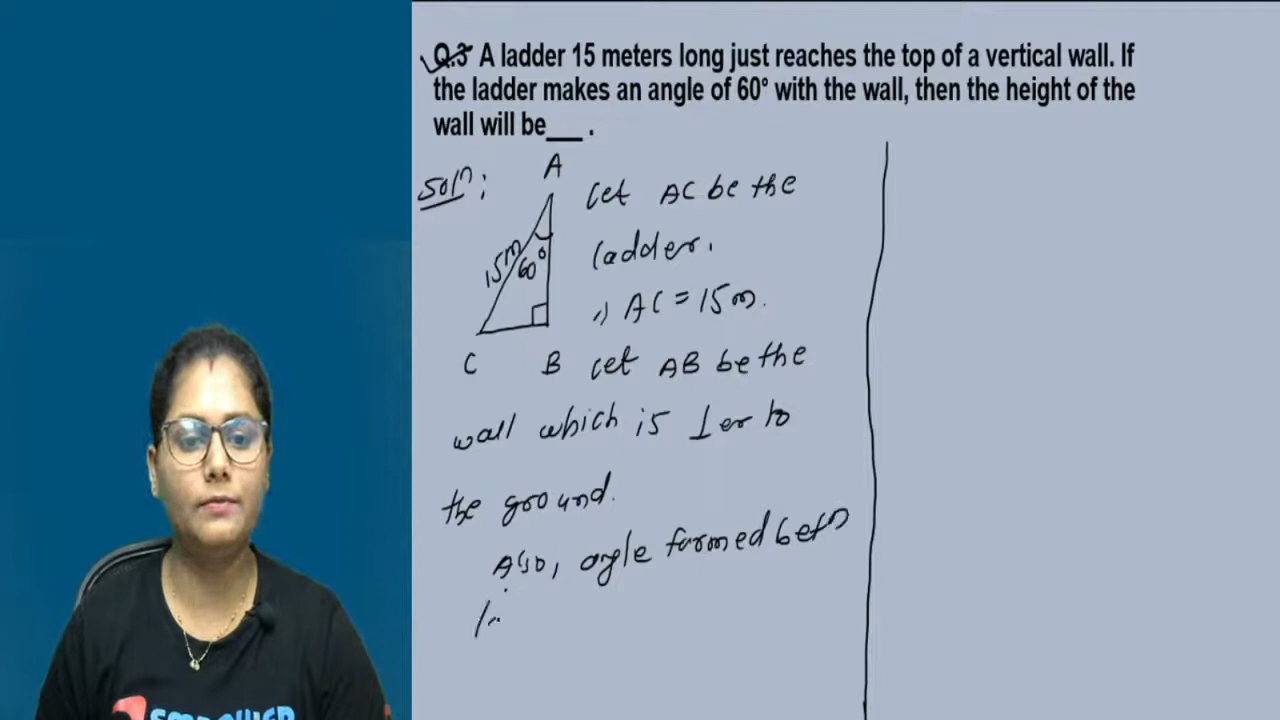 Q.3 A ladder 15 meters long just reaches the top of a vertical wall. If
the ladder makes an angle of 60° with the wall, then the height of the
wall will be___ .
Soln:
A
15m
60°
C
B
Let AC be the
ladder.
AC = 15m.
Let AB be the
wall which is ⊥er to
the ground.
Also, angle formed betn